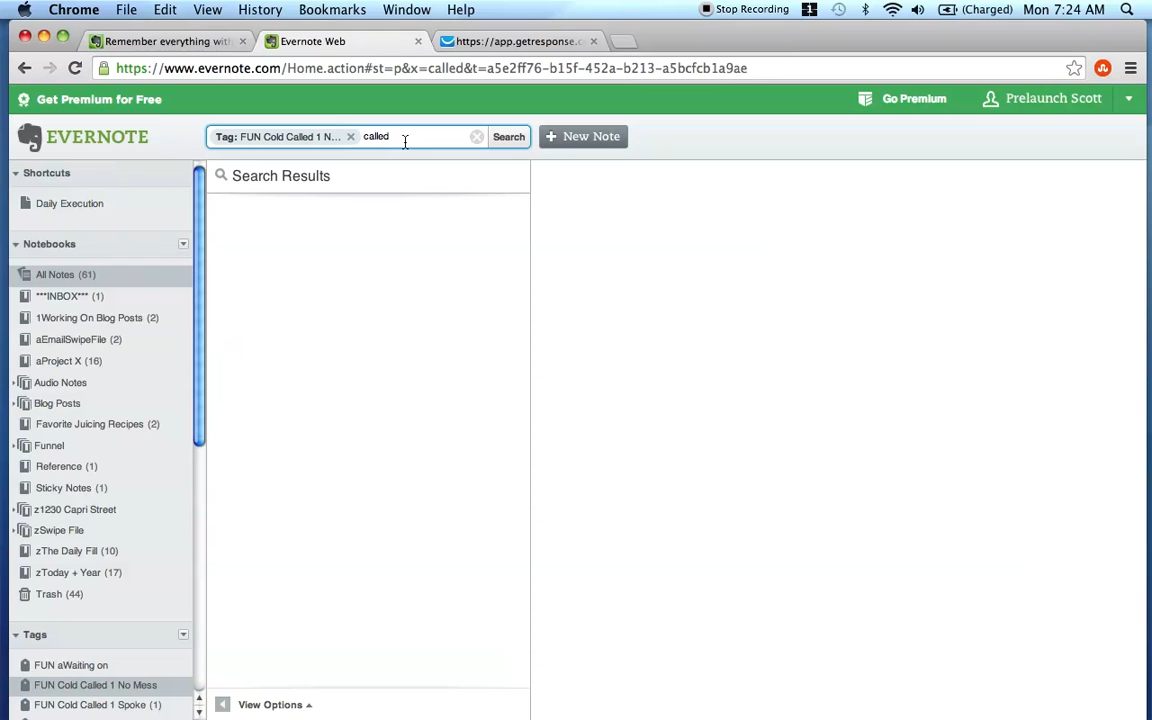 Chrome File Edit View History Bookmarks Window Help Stop Recording (Charged) Mon 7:24 AM
Remember everything wit Evernote Web https://app.getresponse.c
https://www.evernote.com/Home.action#st=p&x=called&t=a5e2ff76-b15f-452a-b213-a5bcfcb1a9ae
Get Premium for Free Go Premium Prelaunch Scott
EVERNOTE Tag: FUN Cold Called 1 N... called Search + New Note
Shortcuts
Daily Execution
Notebooks
All Notes (61)
***INBOX*** (1)
1Working On Blog Posts (2)
aEmailSwipeFile (2)
aProject X (16)
Audio Notes
Blog Posts
Favorite Juicing Recipes (2)
Funnel
Reference (1)
Sticky Notes (1)
z1230 Capri Street
zSwipe File
zThe Daily Fill (10)
zToday + Year (17)
Trash (44)
Tags
FUN aWaiting on
FUN Cold Called 1 No Mess
FUN Cold Called 1 Spoke (1)
Search Results
View Options